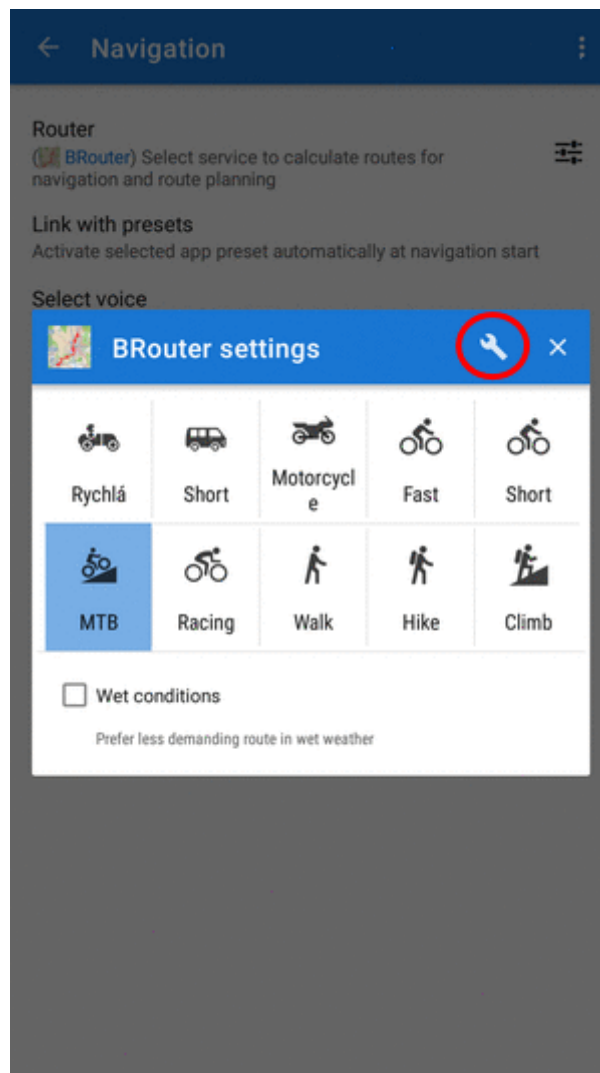 Navigation
Router
(BRouter) Select service to calculate routes for
navigation and route planning
Link with presets
Activate selected app preset automatically at navigation start
Select voice
BRouter settings
Rychlá
Short
Motorcycl
e
Fast
Short
MTB
Racing
Walk
Hike
Climb
Wet conditions
Prefer less demanding route in wet weather